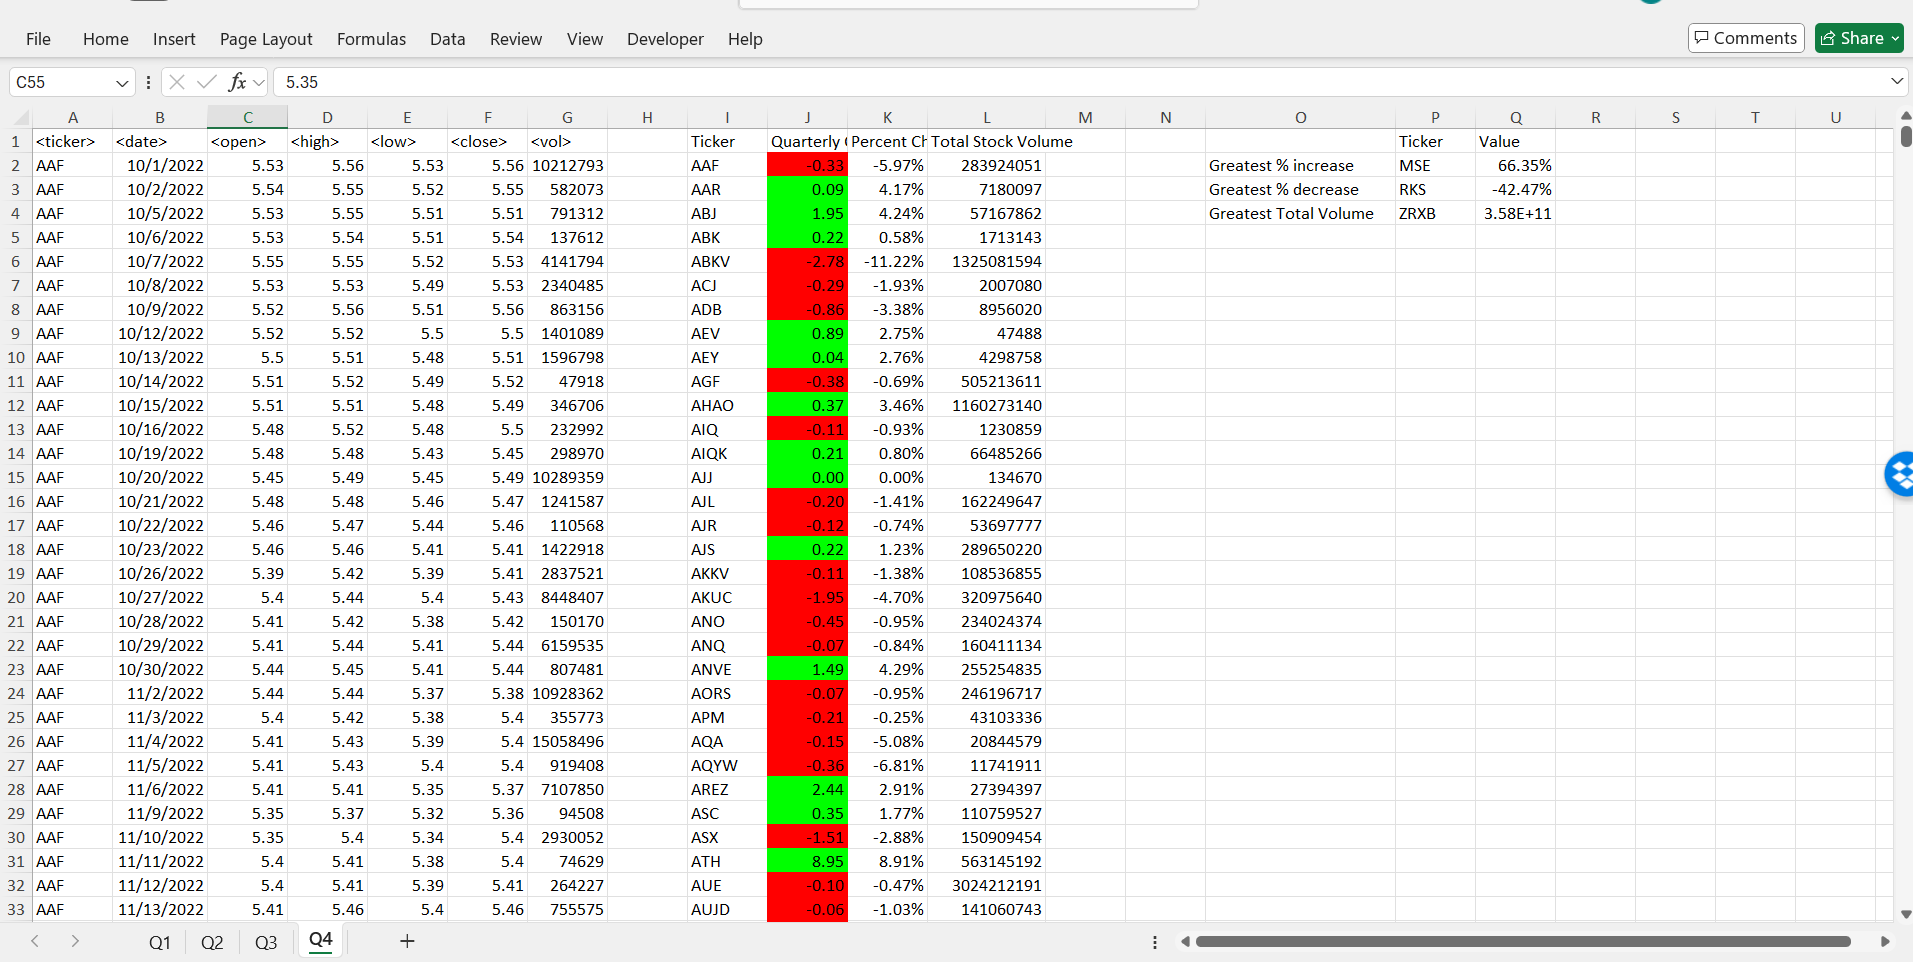 File Home Insert Page Layout Formulas Data Review View Developer Help Comments Share
C55 fx 5.35
A B C D E F G H I J K L M N O P Q R S T U
1 <ticker> <date> <open> <high> <low> <close> <vol> Ticker Quarterly Percent Ch Total Stock Volume Ticker Value
2 AAF 10/1/2022 5.53 5.56 5.53 5.56 10212793 AAF -0.33 -5.97% 283924051 Greatest % increase MSE 66.35%
3 AAF 10/2/2022 5.54 5.55 5.52 5.55 582073 AAR 0.09 4.17% 7180097 Greatest % decrease RKS -42.47%
4 AAF 10/5/2022 5.53 5.55 5.51 5.51 791312 ABJ 1.95 4.24% 57167862 Greatest Total Volume ZRXB 3.58E+11
5 AAF 10/6/2022 5.53 5.54 5.51 5.54 137612 ABK 0.22 0.58% 1713143
6 AAF 10/7/2022 5.55 5.55 5.52 5.53 4141794 ABKV -2.78 -11.22% 1325081594
7 AAF 10/8/2022 5.53 5.53 5.49 5.53 2340485 ACJ -0.29 -1.93% 2007080
8 AAF 10/9/2022 5.52 5.56 5.51 5.56 863156 ADB -0.86 -3.38% 8956020
9 AAF 10/12/2022 5.52 5.52 5.5 5.5 1401089 AEV 0.89 2.75% 47488
10 AAF 10/13/2022 5.5 5.51 5.48 5.51 1596798 AEY 0.04 2.76% 4298758
11 AAF 10/14/2022 5.51 5.52 5.49 5.52 47918 AGF -0.38 -0.69% 505213611
12 AAF 10/15/2022 5.51 5.51 5.48 5.49 346706 AHAO 0.37 3.46% 1160273140
13 AAF 10/16/2022 5.48 5.52 5.48 5.5 232992 AIQ -0.11 -0.93% 1230859
14 AAF 10/19/2022 5.48 5.48 5.43 5.45 298970 AIQK 0.21 0.80% 66485266
15 AAF 10/20/2022 5.45 5.49 5.45 5.49 10289359 AJJ 0.00 0.00% 134670
16 AAF 10/21/2022 5.48 5.48 5.46 5.47 1241587 AJL -0.20 -1.41% 162249647
17 AAF 10/22/2022 5.46 5.47 5.44 5.46 110568 AJR -0.12 -0.74% 53697777
18 AAF 10/23/2022 5.46 5.46 5.41 5.41 1422918 AJS 0.22 1.23% 289650220
19 AAF 10/26/2022 5.39 5.42 5.39 5.41 2837521 AKKV -0.11 -1.38% 108536855
20 AAF 10/27/2022 5.4 5.44 5.4 5.43 8448407 AKUC -1.95 -4.70% 320975640
21 AAF 10/28/2022 5.41 5.42 5.38 5.42 150170 ANO -0.45 -0.95% 234024374
22 AAF 10/29/2022 5.41 5.44 5.41 5.44 6159535 ANQ -0.07 -0.84% 160411134
23 AAF 10/30/2022 5.44 5.45 5.41 5.44 807481 ANVE 1.49 4.29% 255254835
24 AAF 11/2/2022 5.44 5.44 5.37 5.38 10928362 AORS -0.07 -0.95% 246196717
25 AAF 11/3/2022 5.4 5.42 5.38 5.4 355773 APM -0.21 -0.25% 43103336
26 AAF 11/4/2022 5.41 5.43 5.39 5.4 15058496 AQA -0.15 -5.08% 20844579
27 AAF 11/5/2022 5.41 5.43 5.4 5.4 919408 AQYW -0.36 -6.81% 11741911
28 AAF 11/6/2022 5.41 5.41 5.35 5.37 7107850 AREZ 2.44 2.91% 27394397
29 AAF 11/9/2022 5.35 5.37 5.32 5.36 94508 ASC 0.35 1.77% 110759527
30 AAF 11/10/2022 5.35 5.4 5.34 5.4 2930052 ASX -1.51 -2.88% 150909454
31 AAF 11/11/2022 5.4 5.41 5.38 5.4 74629 ATH 8.95 8.91% 563145192
32 AAF 11/12/2022 5.4 5.41 5.39 5.41 264227 AUE -0.10 -0.47% 3024212191
33 AAF 11/13/2022 5.41 5.46 5.4 5.46 755575 AUJD -0.06 -1.03% 141060743
Q1 Q2 Q3 Q4